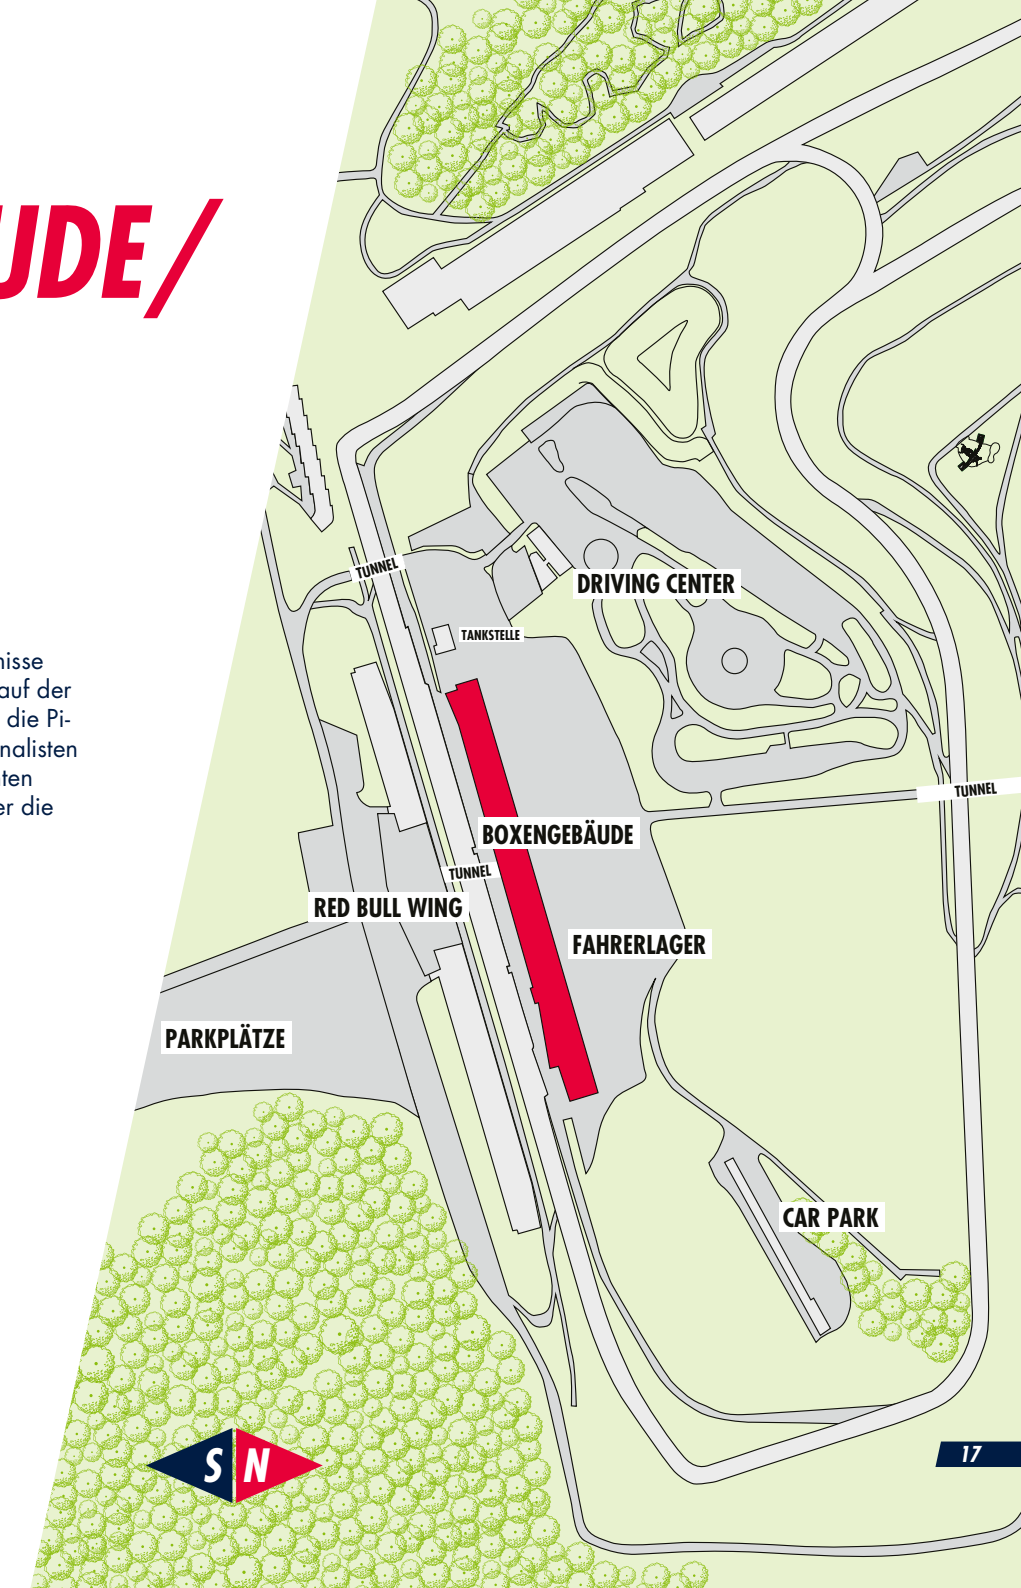 UDE/
nisse
auf der
die Pi-
nalisten
ten
er die
TUNNEL
DRIVING CENTER
TANKSTELLE
TUNNEL
BOXENGEBÄUDE
TUNNEL
RED BULL WING
FAHRERLAGER
PARKPLÄTZE
CAR PARK
S N
17